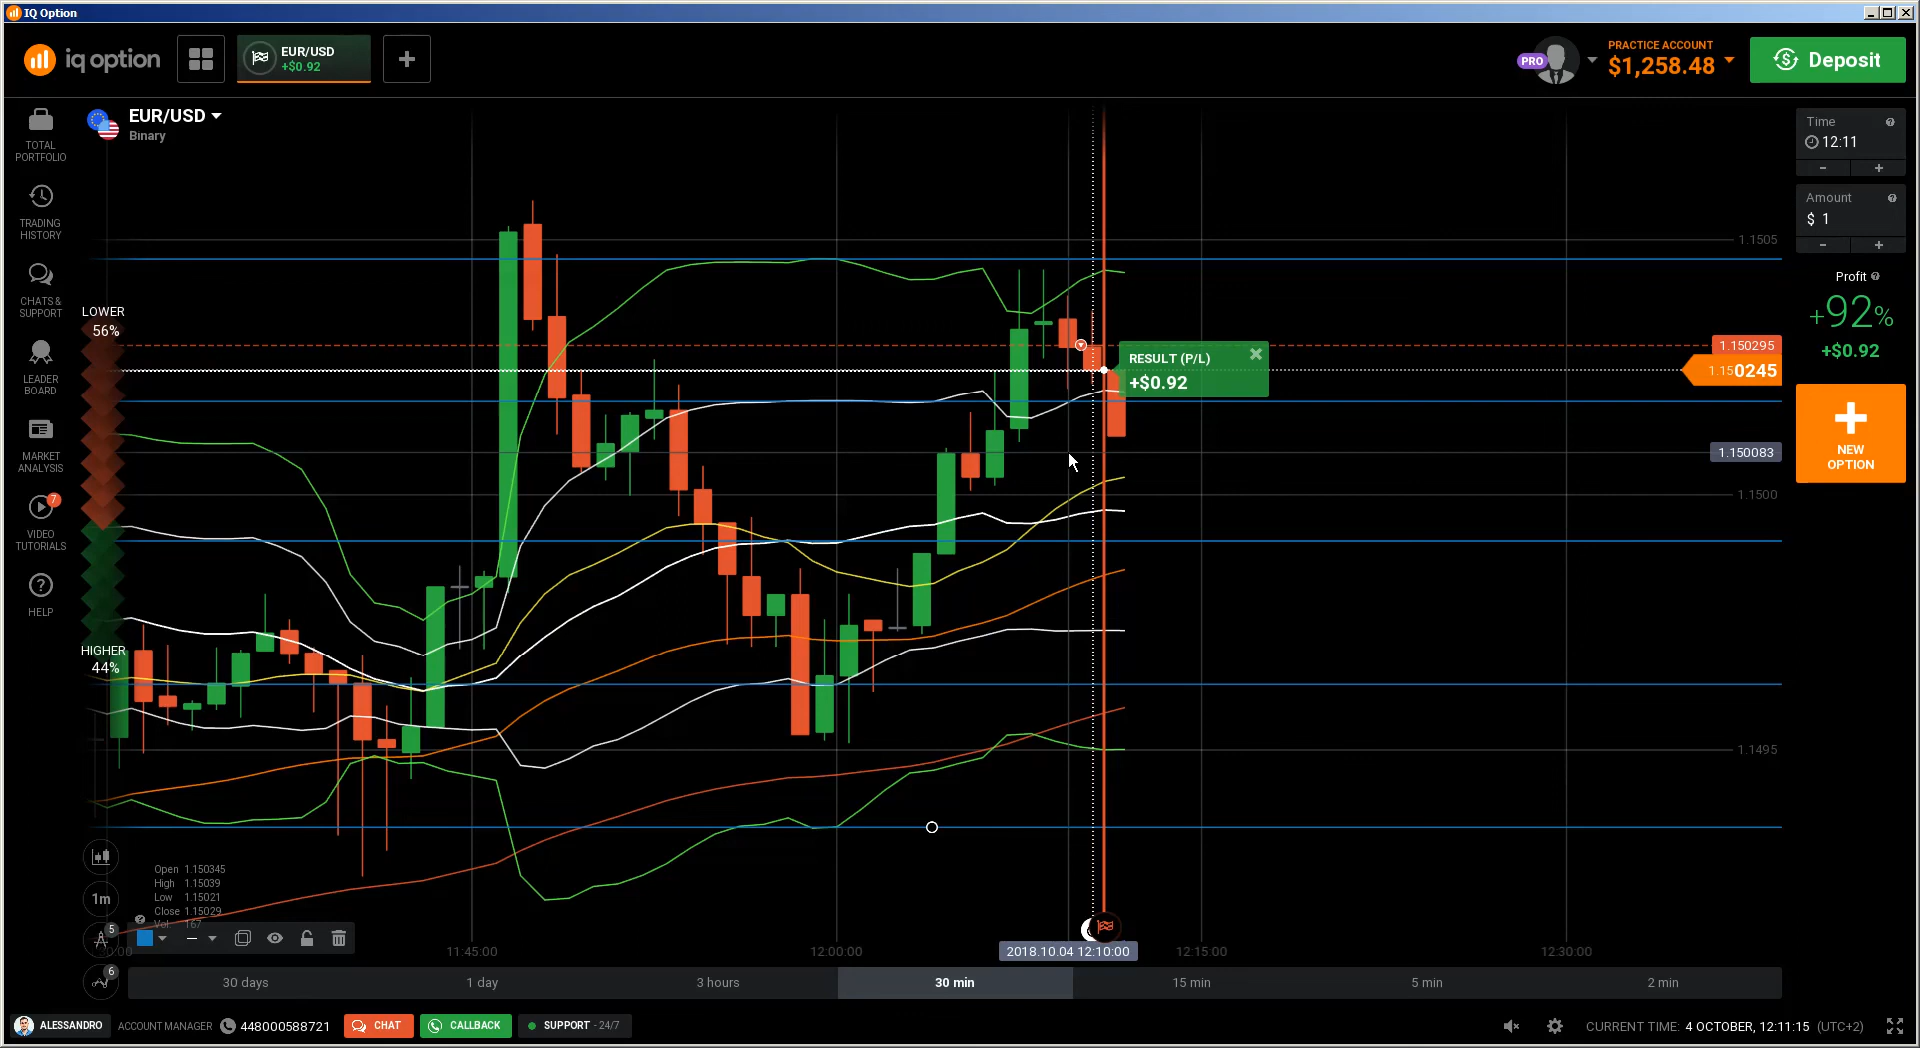 IQ Option
iq option
EUR/USD
+$0.92
PRO
PRACTICE ACCOUNT
$1,258.48
Deposit
TOTAL
PORTFOLIO
TRADING
HISTORY
CHATS &
SUPPORT
LEADER
BOARD
MARKET
ANALYSIS
7
VIDEO
TUTORIALS
HELP
EUR/USD
Binary
LOWER
56%
HIGHER
44%
RESULT (P/L)
+$0.92
1.1505
1.150295
1.150245
1.150083
1.1500
1.1495
Time
12:11
- +
Amount
$ 1
- +
Profit
+92%
+$0.92
NEW
OPTION
Open 1.150345
High 1.15039
Low 1.15021
Close 1.15029
Vol. 167
1m
5
6
11:45:00
12:00:00
2018.10.04 12:10:00
12:15:00
12:30:00
30 days
1 day
3 hours
30 min
15 min
5 min
2 min
ALESSANDRO ACCOUNT MANAGER 448000588721 CHAT CALLBACK SUPPORT - 24/7
CURRENT TIME: 4 OCTOBER, 12:11:15 (UTC+2)